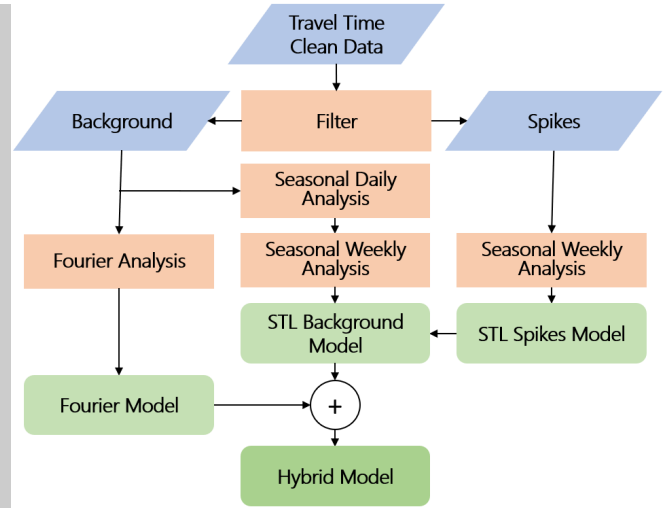 Travel Time
Clean Data
Background
Filter
Spikes
Seasonal Daily
Analysis
Fourier Analysis
Seasonal Weekly
Analysis
Seasonal Weekly
Analysis
STL Background
Model
STL Spikes Model
Fourier Model
+
Hybrid Model